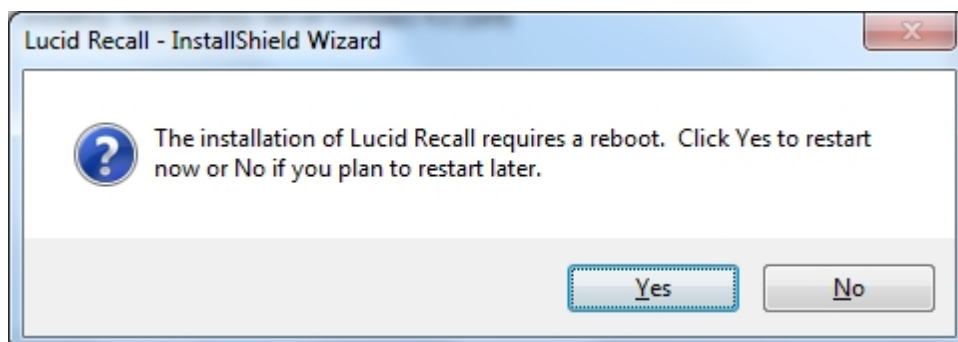 Lucid Recall - InstallShield Wizard
The installation of Lucid Recall requires a reboot.  Click Yes to restart
now or No if you plan to restart later.
Yes
No